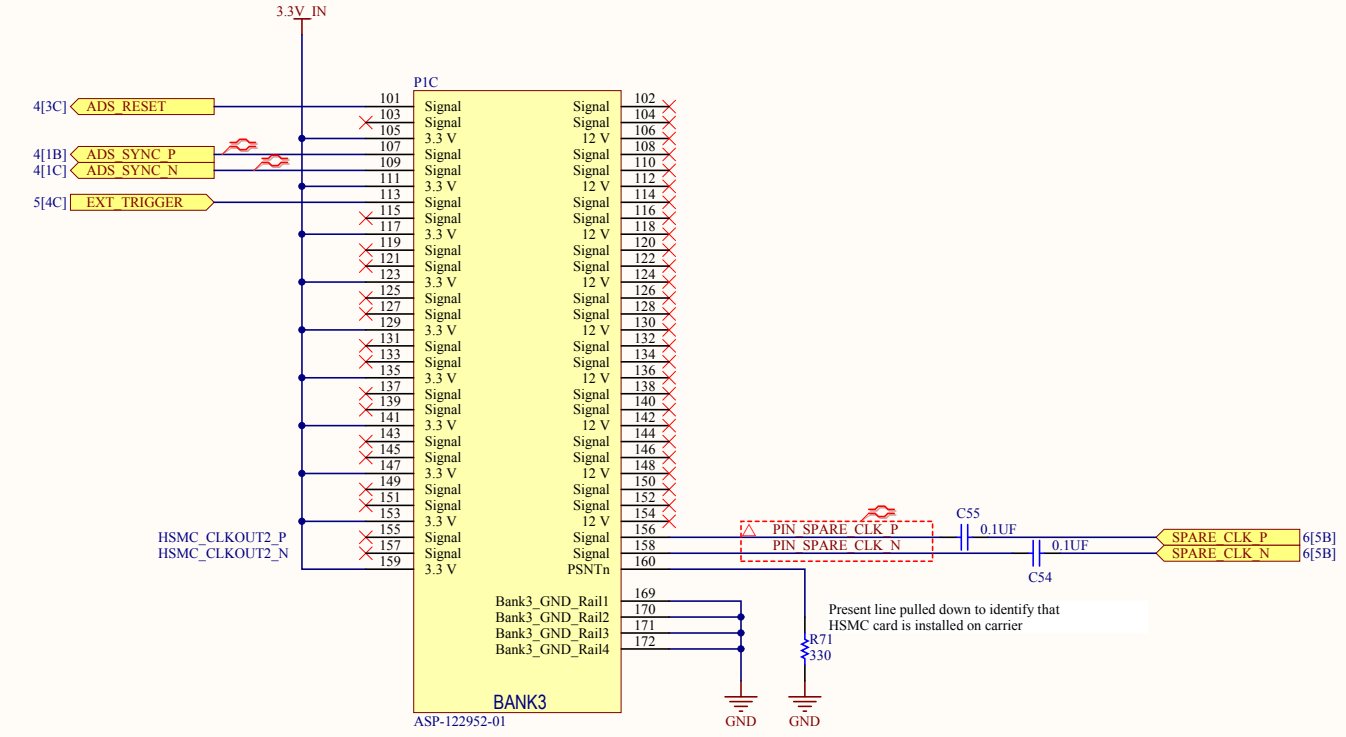 3.3V_IN
P1C
4[3C] ADS_RESET 101 Signal Signal 102
103 Signal Signal 104
105 3.3 V 12 V 106
4[1B] ADS_SYNC_P 107 Signal Signal 108
4[1C] ADS_SYNC_N 109 Signal Signal 110
111 3.3 V 12 V 112
5[4C] EXT_TRIGGER 113 Signal Signal 114
115 Signal Signal 116
117 3.3 V 12 V 118
119 Signal Signal 120
121 Signal Signal 122
123 3.3 V 12 V 124
125 Signal Signal 126
127 Signal Signal 128
129 3.3 V 12 V 130
131 Signal Signal 132
133 Signal Signal 134
135 3.3 V 12 V 136
137 Signal Signal 138
139 Signal Signal 140
141 3.3 V 12 V 142
143 Signal Signal 144
145 Signal Signal 146
147 3.3 V 12 V 148
149 Signal Signal 150
151 Signal Signal 152
153 3.3 V 12 V 154
HSMC_CLKOUT2_P 155 Signal Signal 156 PIN_SPARE_CLK_P C55 0.1UF SPARE_CLK_P 6[5B]
HSMC_CLKOUT2_N 157 Signal Signal 158 PIN_SPARE_CLK_N 0.1UF C54 SPARE_CLK_N 6[5B]
159 3.3 V PSNTn 160
Bank3_GND_Rail1 169
Bank3_GND_Rail2 170
Bank3_GND_Rail3 171
Bank3_GND_Rail4 172
Present line pulled down to identify that
HSMC card is installed on carrier
R71
330
BANK3
ASP-122952-01
GND GND